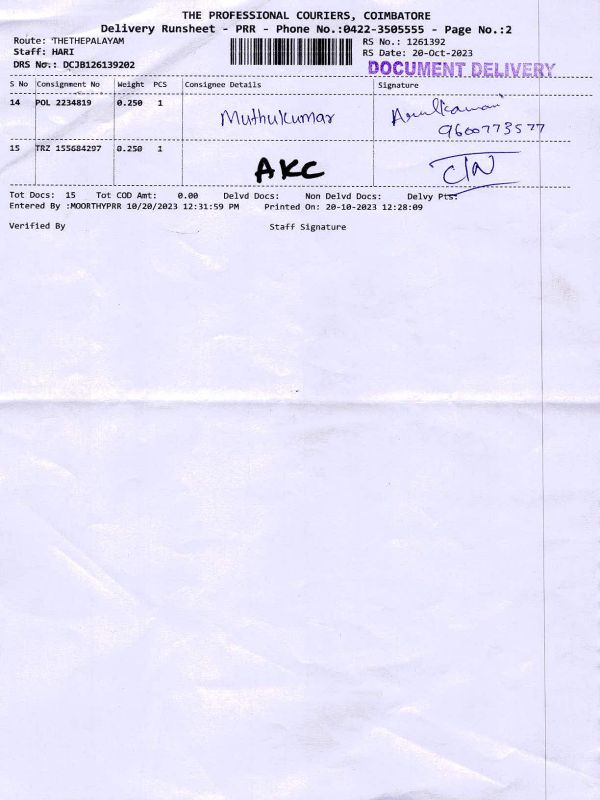 THE PROFESSIONAL COURIERS, COIMBATORE
Delivery Runsheet - PRR - Phone No.:0422-3505555 - Page No.:2
Route: THETHEPALAYAM RS No.: 1261392
Staff: HARI RS Date: 20-Oct-2023
DRS No.: DCJB126139202 DOCUMENT DELIVERY
S No Consignment No Weight PCS Consignee Details Signature
14 POL 2234819 0.250 1 Muthukumar
9600773577
15 TRZ 155684297 0.250 1 AKC
Tot Docs: 15 Tot COD Amt: 0.00 Delvd Docs: Non Delvd Docs: Delvy Pts:
Entered By :MOORTHYPRR 10/20/2023 12:31:59 PM Printed On: 20-10-2023 12:28:09
Verified By Staff Signature